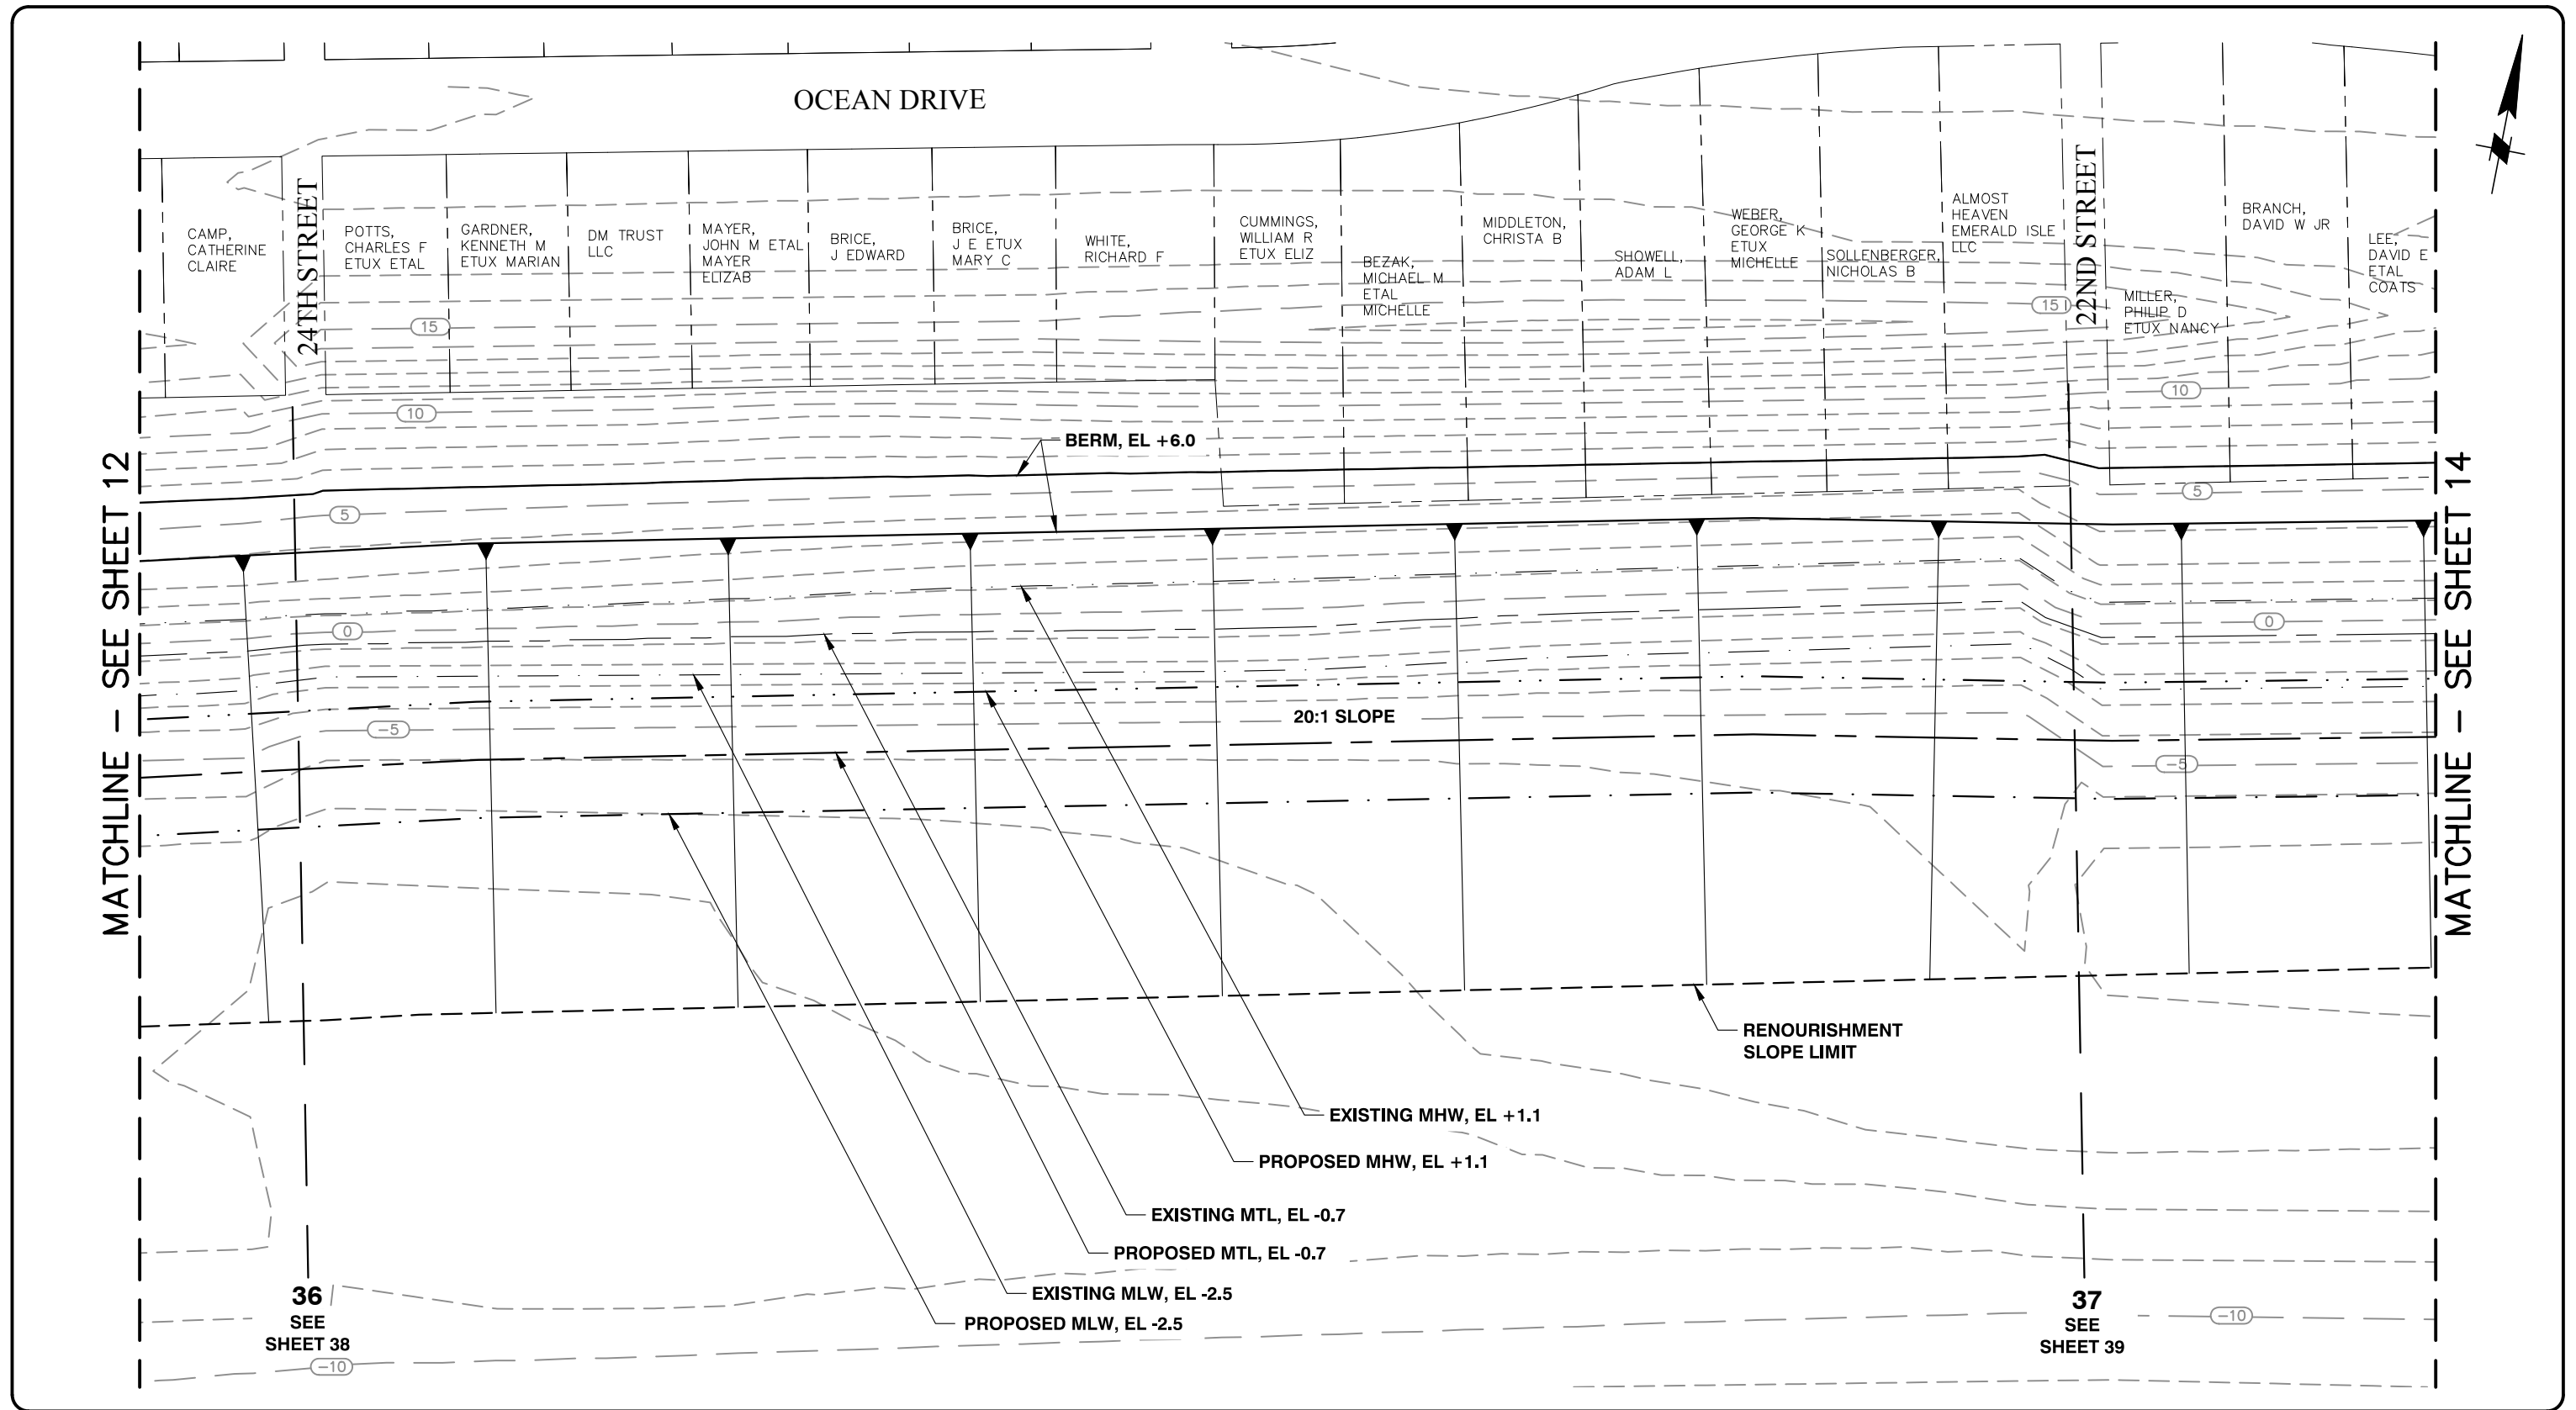 OCEAN DRIVE
24TH STREET
22ND STREET
CAMP,
CATHERINE
CLAIRE
POTTS,
CHARLES F
ETUX ETAL
GARDNER,
KENNETH M
ETUX MARIAN
DM TRUST
LLC
MAYER,
JOHN M ETAL
MAYER
ELIZAB
BRICE,
J EDWARD
BRICE,
J E ETUX
MARY C
WHITE,
RICHARD F
CUMMINGS,
WILLIAM R
ETUX ELIZ
BEZAK,
MICHAEL M
ETAL
MICHELLE
MIDDLETON,
CHRISTA B
SHOWELL,
ADAM L
WEBER,
GEORGE K
ETUX
MICHELLE
SOLLENBERGER,
NICHOLAS B
ALMOST
HEAVEN
EMERALD ISLE
LLC
MILLER,
PHILIP D
ETUX NANCY
BRANCH,
DAVID W JR
LEE,
DAVID E
ETAL
COATS
15
15
10
10
BERM, EL +6.0
5
5
MATCHLINE - SEE SHEET 12
MATCHLINE - SEE SHEET 14
0
0
-5
-5
20:1 SLOPE
RENOURISHMENT
SLOPE LIMIT
EXISTING MHW, EL +1.1
PROPOSED MHW, EL +1.1
EXISTING MTL, EL -0.7
PROPOSED MTL, EL -0.7
EXISTING MLW, EL -2.5
PROPOSED MLW, EL -2.5
36
SEE
SHEET 38
-10
37
SEE
SHEET 39
-10